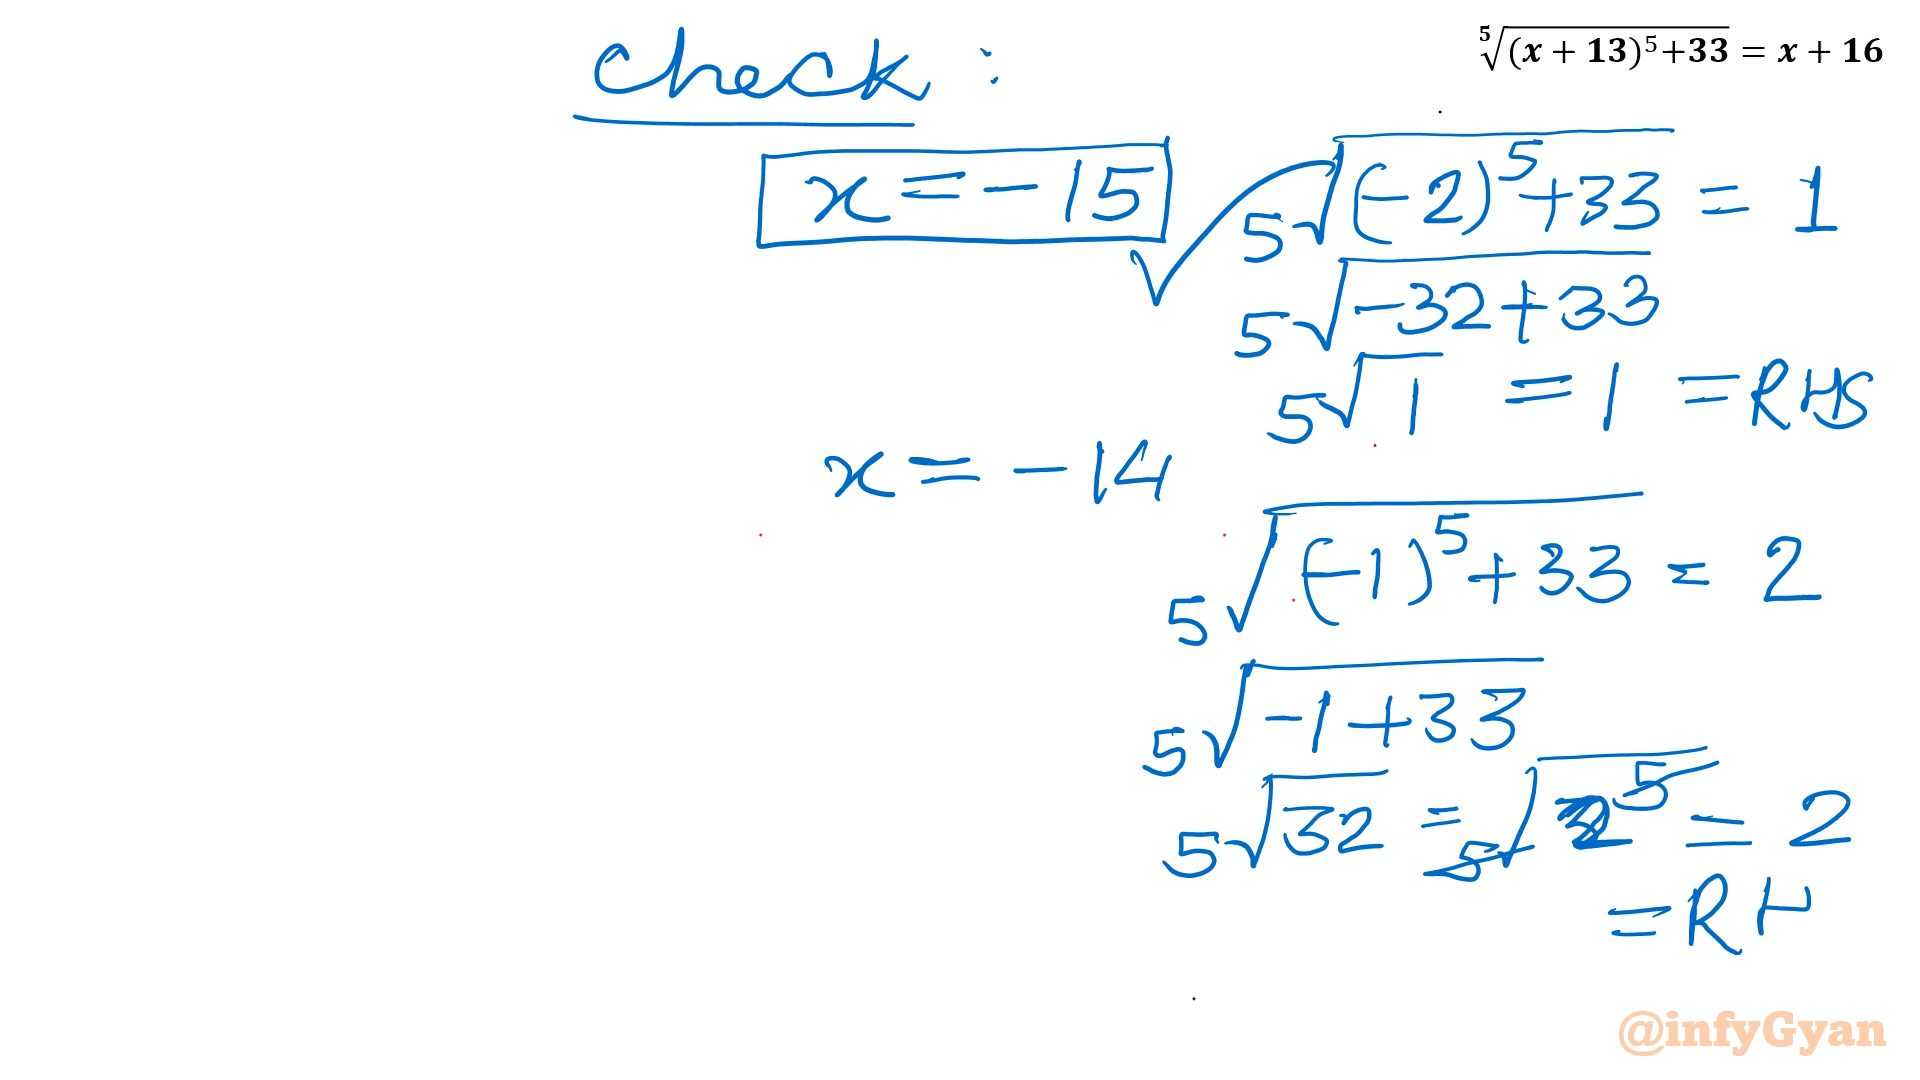 ⁵√(x + 13)⁵+33 = x + 16
Check :
x = -15
5√(-2)⁵+33 = 1
5√-32+33
5√1 = 1 = RHS
x = -14
5√(-1)⁵+33 = 2
5√-1+33
5√32 = 5√2⁵ = 2
= RH
@infyGyan